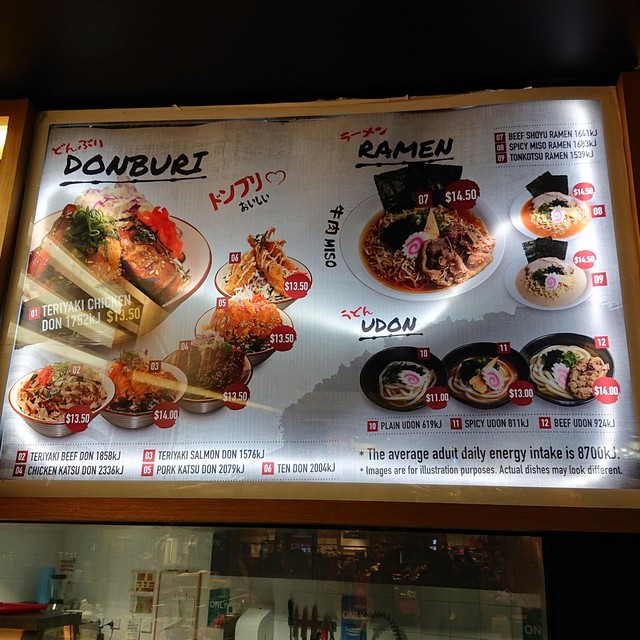 どんぶり
DONBURI
ドンブリ♡
おいしい
01 TERIYAKI CHICKEN
DON 1752kJ $13.50
06
$13.50
05
$13.50
04
$13.50
02
$13.50
03
$14.00
02 TERIYAKI BEEF DON 1858kJ
03 TERIYAKI SALMON DON 1576kJ
04 CHICKEN KATSU DON 2336kJ
05 PORK KATSU DON 2079kJ
06 TEN DON 2004kJ
ラーメン
RAMEN
07 BEEF SHOYU RAMEN 1641kJ
08 SPICY MISO RAMEN 1683kJ
09 TONKOTSU RAMEN 1539kJ
牛肉 MISO
07 $14.50
$14.50
08
$14.50
09
うどん
UDON
10
$11.00
11
$13.00
12
$14.00
10 PLAIN UDON 619kJ
11 SPICY UDON 811kJ
12 BEEF UDON 924kJ
* The average adult daily energy intake is 8700kJ.
* Images are for illustration purposes. Actual dishes may look different.
ONLY
ONLY
ON